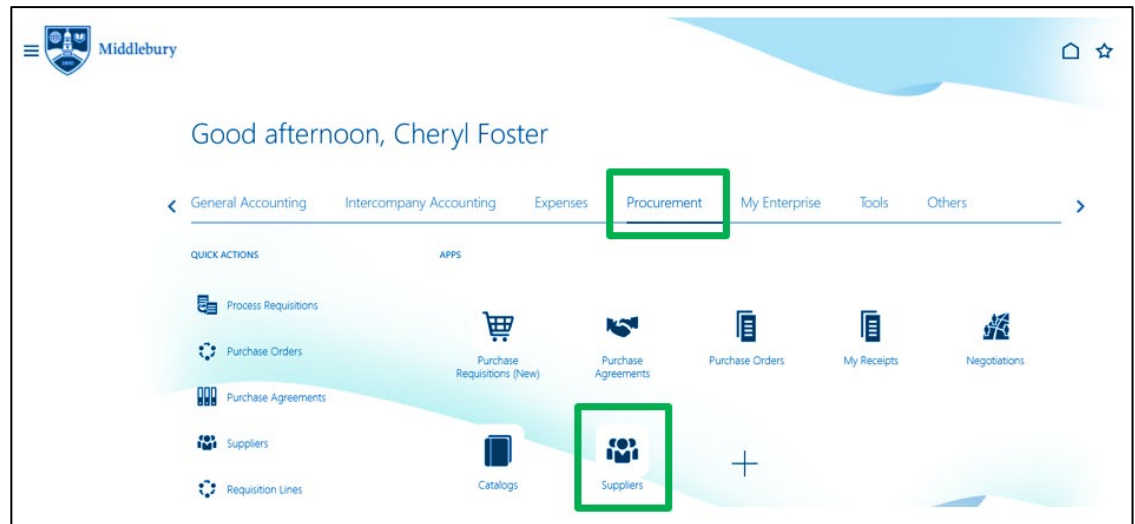 Middlebury
Good afternoon, Cheryl Foster
General Accounting Intercompany Accounting Expenses Procurement My Enterprise Tools Others
QUICK ACTIONS
Process Requisitions
Purchase Orders
Purchase Agreements
Suppliers
Requisition Lines
APPS
Purchase
Requisitions (New)
Purchase
Agreements
Purchase Orders
My Receipts
Negotiations
Catalogs
Suppliers